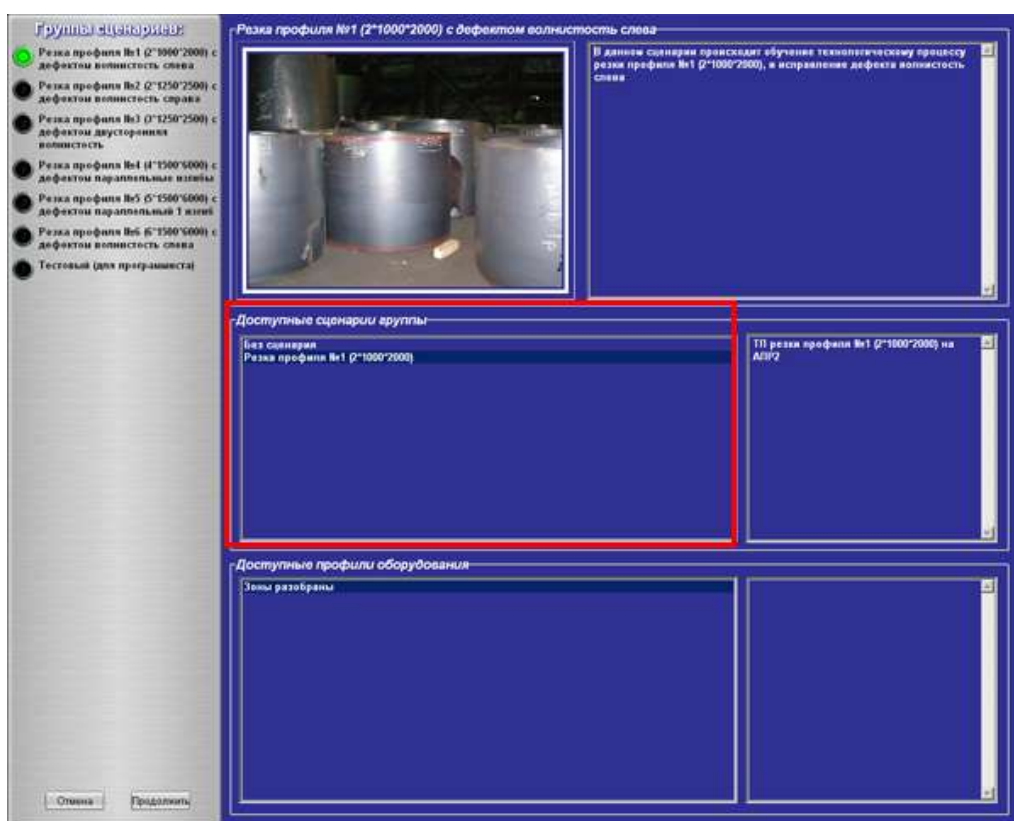 Группы сценариев:
Резка профиля №1 (2*1000*2000) с
дефектом волнистость слева
Резка профиля №2 (2*1250*2500) с
дефектом волнистость справа
Резка профиля №3 (3*1250*2500) с
дефектом двусторонняя
волнистость
Резка профиля №4 (4*1500*6000) с
дефектом параллельные изгибы
Резка профиля №5 (5*1500*6000) с
дефектом параллельный 1 изгиб
Резка профиля №6 (6*1500*6000) с
дефектом волнистость слева
Тестовый (для программиста)
Отмена
Продолжить
Резка профиля №1 (2*1000*2000) с дефектом волнистость слева
В данном сценарии происходит обучение технологическому процессу
резки профиля №1 (2*1000*2000), и исправление дефекта волнистость
слева
Доступные сценарии группы
Без сценария
Резка профиля №1 (2*1000*2000)
ТП резки профиля №1 (2*1000*2000) на
АПР2
Доступные профили оборудования
Зоны разобраны